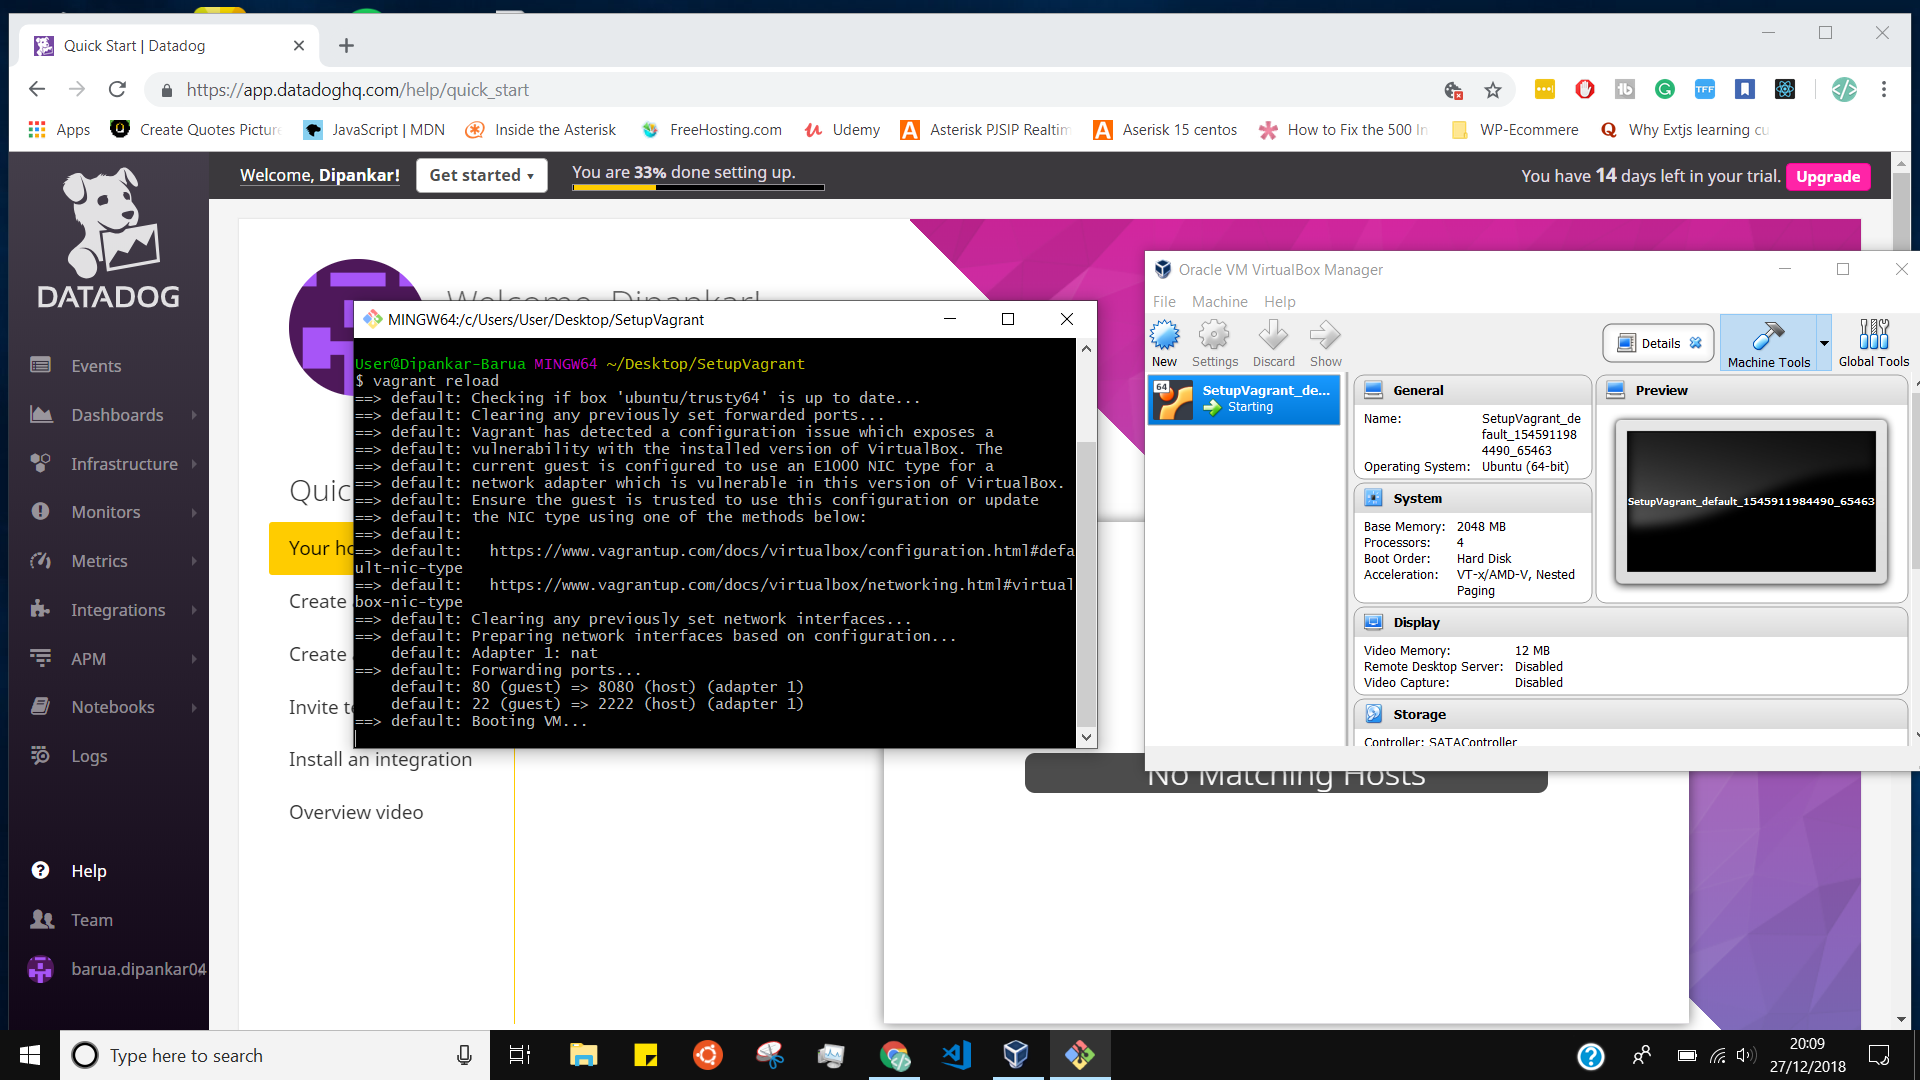 Quick Start | Datadog
https://app.datadoghq.com/help/quick_start
Apps
Create Quotes Picture
JavaScript | MDN
Inside the Asterisk
FreeHosting.com
Udemy
Asterisk PJSIP Realtim
Aserisk 15 centos
How to Fix the 500 In
WP-Ecommere
Why Extjs learning cu
DATADOG
Welcome, Dipankar!
Get started ▾
You are 33% done setting up.
You have 14 days left in your trial.
Upgrade
Events
Dashboards
Infrastructure
Monitors
Metrics
Integrations
APM
Notebooks
Logs
Help
Team
barua.dipankar04
Welcome, Dipankar!
Quic
Your ho
Create
Create
Invite te
Install an integration
Overview video
No Matching Hosts
MINGW64:/c/Users/User/Desktop/SetupVagrant
User@Dipankar-Barua MINGW64 ~/Desktop/SetupVagrant
$ vagrant reload
==> default: Checking if box 'ubuntu/trusty64' is up to date...
==> default: Clearing any previously set forwarded ports...
==> default: Vagrant has detected a configuration issue which exposes a
==> default: vulnerability with the installed version of VirtualBox. The
==> default: current guest is configured to use an E1000 NIC type for a
==> default: network adapter which is vulnerable in this version of VirtualBox.
==> default: Ensure the guest is trusted to use this configuration or update
==> default: the NIC type using one of the methods below:
==> default:
==> default:   https://www.vagrantup.com/docs/virtualbox/configuration.html#defa
ult-nic-type
==> default:   https://www.vagrantup.com/docs/virtualbox/networking.html#virtual
box-nic-type
==> default: Clearing any previously set network interfaces...
==> default: Preparing network interfaces based on configuration...
    default: Adapter 1: nat
==> default: Forwarding ports...
    default: 80 (guest) => 8080 (host) (adapter 1)
    default: 22 (guest) => 2222 (host) (adapter 1)
==> default: Booting VM...
Oracle VM VirtualBox Manager
File Machine Help
New
Settings
Discard
Show
Details
Machine Tools
Global Tools
64
SetupVagrant_de...
Starting
General
Name: SetupVagrant_de
fault_154591198
4490_65463
Operating System: Ubuntu (64-bit)
System
Base Memory: 2048 MB
Processors: 4
Boot Order: Hard Disk
Acceleration: VT-x/AMD-V, Nested
Paging
Preview
SetupVagrant_default_1545911984490_65463
Display
Video Memory: 12 MB
Remote Desktop Server: Disabled
Video Capture: Disabled
Storage
Controller: SATAController
Type here to search
20:09
27/12/2018